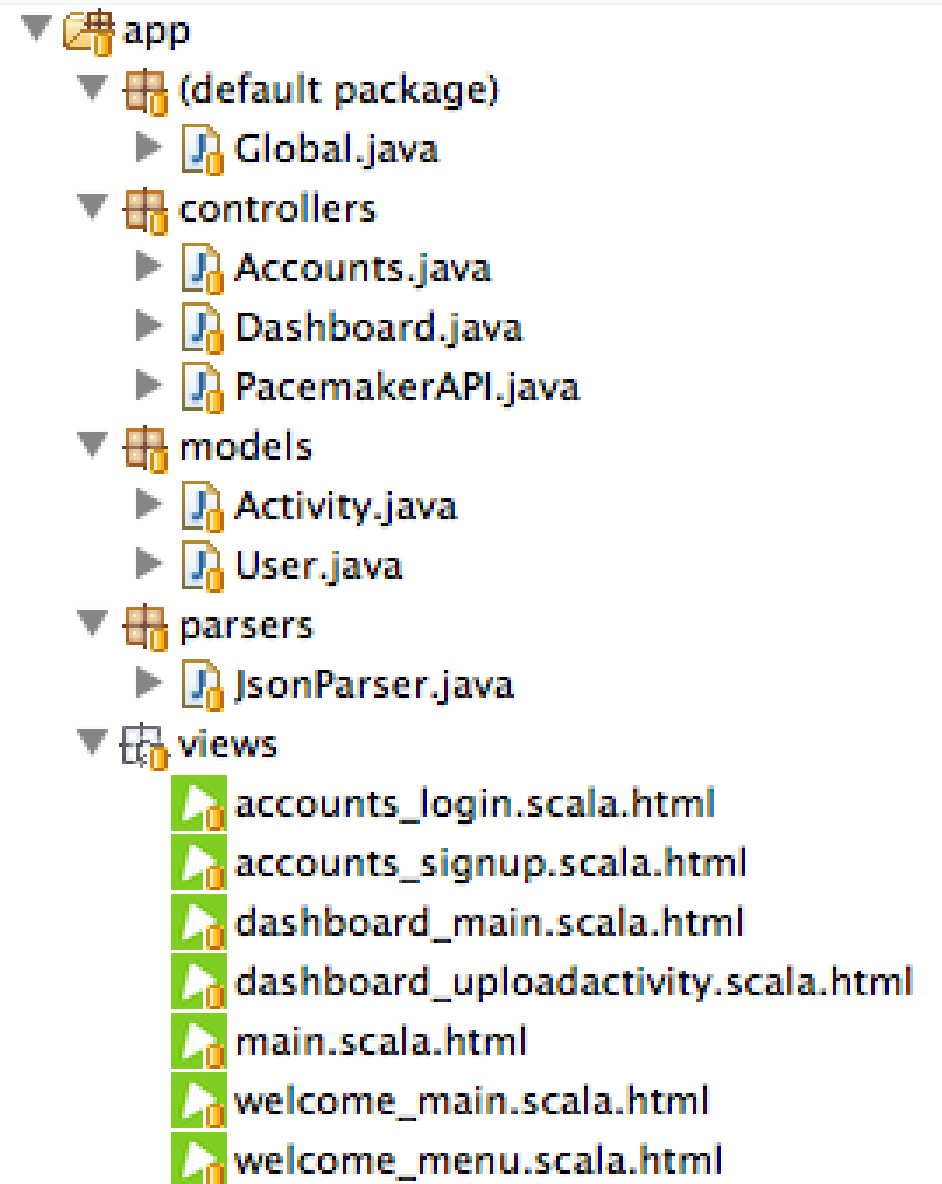 app
(default package)
Global.java
controllers
Accounts.java
Dashboard.java
PacemakerAPI.java
models
Activity.java
User.java
parsers
JsonParser.java
views
accounts_login.scala.html
accounts_signup.scala.html
dashboard_main.scala.html
dashboard_uploadactivity.scala.html
main.scala.html
welcome_main.scala.html
welcome_menu.scala.html